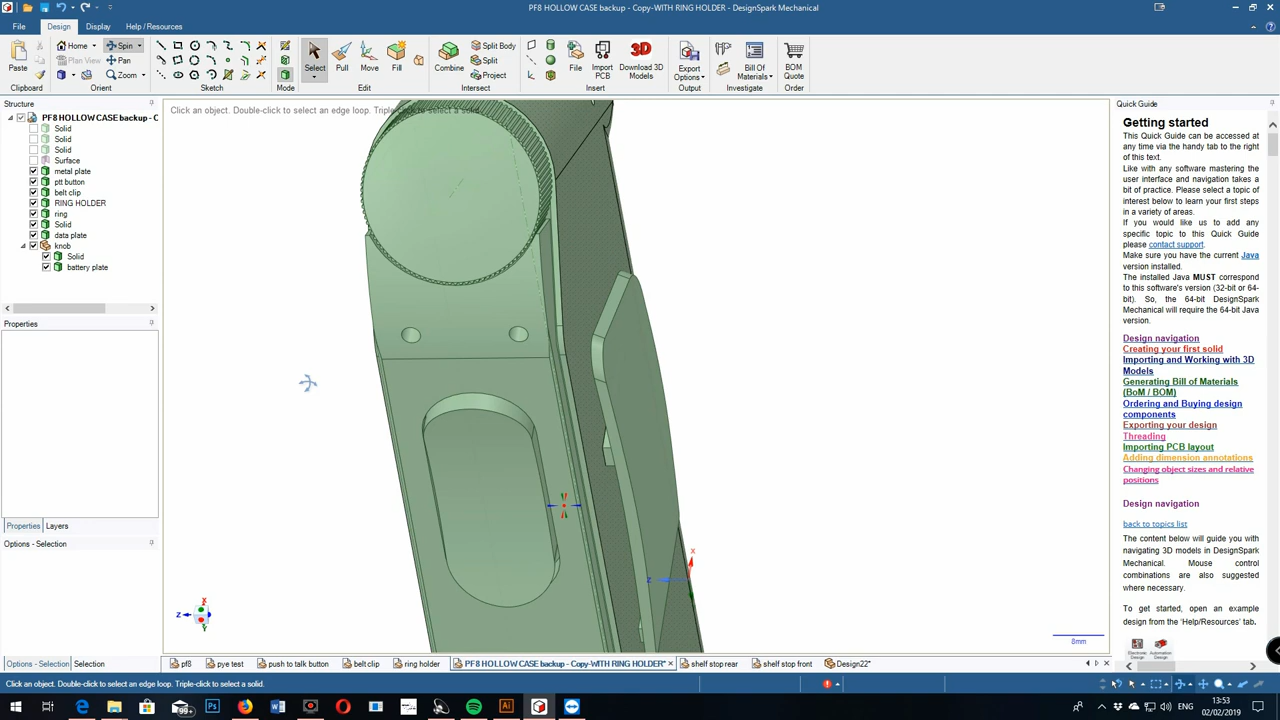 PF8 HOLLOW CASE backup - Copy-WITH RING HOLDER - DesignSpark Mechanical
File Design Display Help / Resources
Home Spin Plan View Pan Zoom
Paste Select Pull Move Fill Combine Split Body Split Project File Import PCB Download 3D Models Export Options Bill Of Materials BOM Quote
Clipboard Orient Sketch Mode Edit Intersect Insert Output Investigate Order
Structure
PF8 HOLLOW CASE backup - C
Solid
Solid
Solid
Surface
metal plate
ptt button
belt clip
RING HOLDER
ring
Solid
data plate
knob
Solid
battery plate
Properties
Properties Layers
Options - Selection
Options - Selection Selection
Click an object. Double-click to select an edge loop. Triple-click to select a solid.
X
Z
X
Z
Y
8mm
pf8 pye test push to talk button belt clip ring holder PF8 HOLLOW CASE backup - Copy-WITH RING HOLDER* shelf stop rear shelf stop front Design22*
Quick Guide
Getting started
This Quick Guide can be accessed at
any time via the handy tab to the right
of this text.
Like with any software mastering the
user interface and navigation takes a
bit of practice. Please select a topic of
interest below to learn your first steps
in a variety of areas.
If you would like us to add any
specific topic to this Quick Guide
please contact support.
Make sure you have the current Java
version installed.
The installed Java MUST correspond
to this software's version (32-bit or 64-
bit). So, the 64-bit DesignSpark
Mechanical will require the 64-bit Java
version.
Design navigation
Creating your first solid
Importing and Working with 3D
Models
Generating Bill of Materials
(BoM / BOM)
Ordering and Buying design
components
Exporting your design
Threading
Importing PCB layout
Adding dimension annotations
Changing object sizes and relative
positions
Design navigation
back to topics list
The content below will guide you with
navigating 3D models in DesignSpark
Mechanical. Mouse control
combinations are also suggested
where necessary.
To get started, open an example
design from the 'Help/Resources' tab.
Click an object. Double-click to select an edge loop. Triple-click to select a solid.
99+
ENG
13:53
02/02/2019